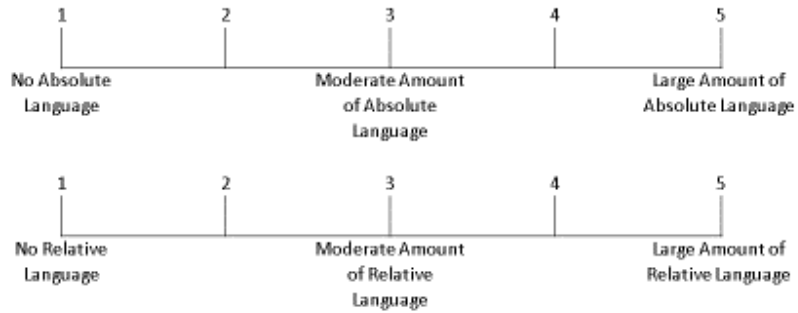 1 2 3 4 5
No Absolute Moderate Amount Large Amount of
Language of Absolute Absolute Language
Language
1 2 3 4 5
No Relative Moderate Amount Large Amount of
Language of Relative Relative Language
Language